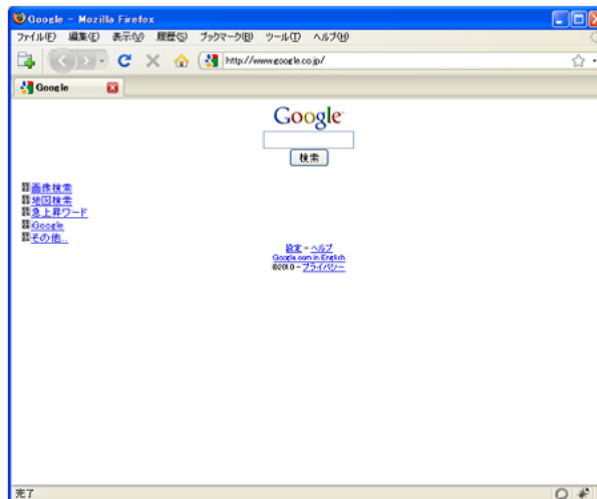 Google - Mozilla Firefox
ファイル(F) 編集(E) 表示(V) 履歴(S) ブックマーク(B) ツール(T) ヘルプ(H)
http://www.google.co.jp/
Google
Google
検索
画像検索
地図検索
急上昇ワード
iGoogle
その他...
設定 - ヘルプ
Google.com in English
©2010 - プライバシー
完了